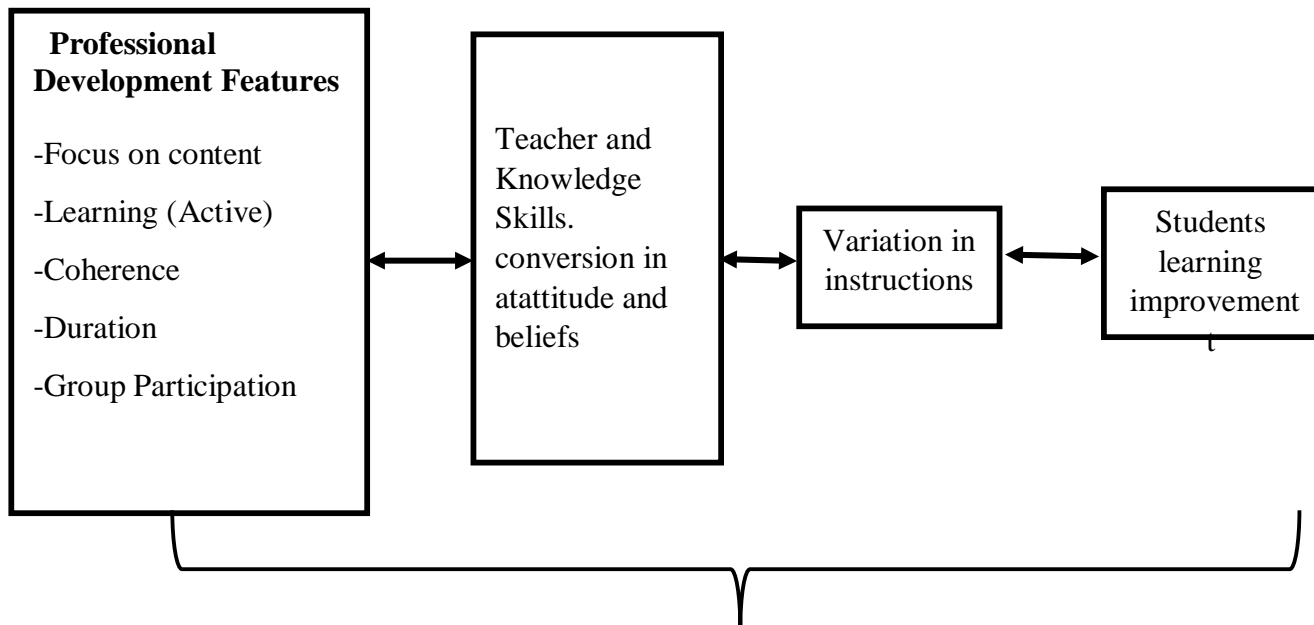 Professional
Development Features
-Focus on content
-Learning (Active)
-Coherence
-Duration
-Group Participation
Teacher and
Knowledge
Skills.
conversion in
atattitude and
beliefs
Variation in
instructions
Students
learning
improvement
t